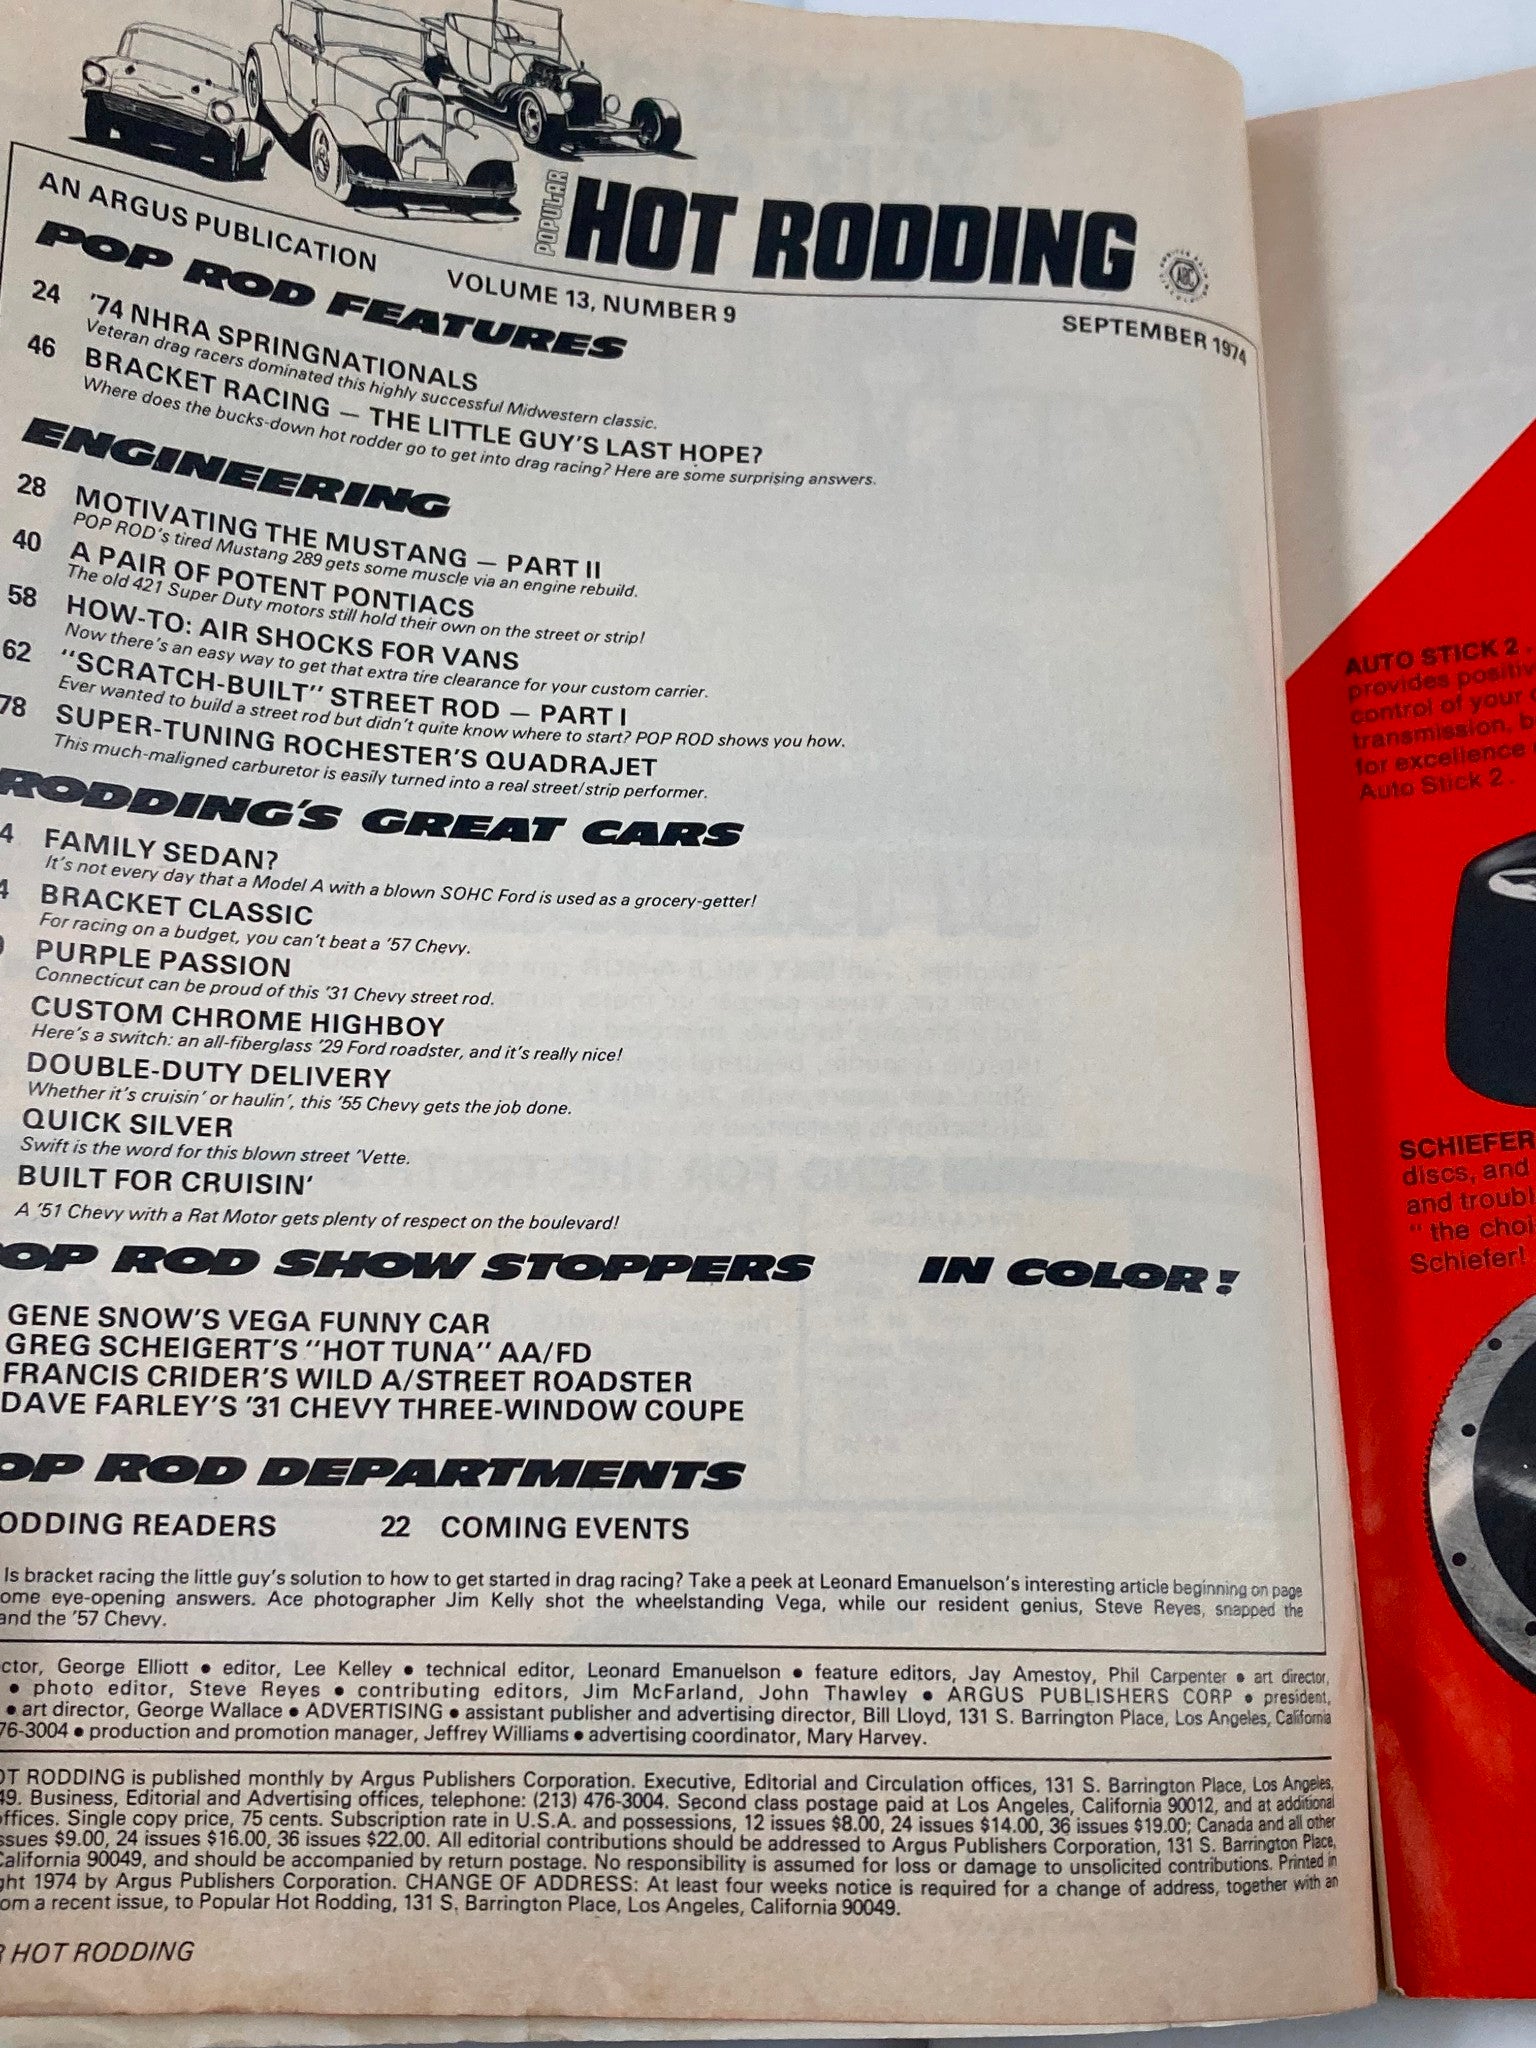 POPULAR HOT RODDING
AN ARGUS PUBLICATION
VOLUME 13, NUMBER 9
SEPTEMBER 1974
POP ROD FEATURES
24 '74 NHRA SPRINGNATIONALS
Veteran drag racers dominated this highly successful Midwestern classic.
46 BRACKET RACING — THE LITTLE GUY'S LAST HOPE?
Where does the bucks-down hot rodder go to get into drag racing? Here are some surprising answers.
ENGINEERING
28 MOTIVATING THE MUSTANG — PART II
POP ROD's tired Mustang 289 gets some muscle via an engine rebuild.
40 A PAIR OF POTENT PONTIACS
The old 421 Super Duty motors still hold their own on the street or strip!
58 HOW-TO: AIR SHOCKS FOR VANS
Now there's an easy way to get that extra tire clearance for your custom carrier.
62 "SCRATCH-BUILT" STREET ROD — PART I
Ever wanted to build a street rod but didn't quite know where to start? POP ROD shows you how.
78 SUPER-TUNING ROCHESTER'S QUADRAJET
This much-maligned carburetor is easily turned into a real street/strip performer.
RODDING'S GREAT CARS
4 FAMILY SEDAN?
It's not every day that a Model A with a blown SOHC Ford is used as a grocery-getter!
4 BRACKET CLASSIC
For racing on a budget, you can't beat a '57 Chevy.
PURPLE PASSION
Connecticut can be proud of this '31 Chevy street rod.
CUSTOM CHROME HIGHBOY
Here's a switch: an all-fiberglass '29 Ford roadster, and it's really nice!
DOUBLE-DUTY DELIVERY
Whether it's cruisin' or haulin', this '55 Chevy gets the job done.
QUICK SILVER
Swift is the word for this blown street 'Vette.
BUILT FOR CRUISIN'
A '51 Chevy with a Rat Motor gets plenty of respect on the boulevard!
OP ROD SHOW STOPPERS IN COLOR!
GENE SNOW'S VEGA FUNNY CAR
GREG SCHEIGERT'S "HOT TUNA" AA/FD
FRANCIS CRIDER'S WILD A/STREET ROADSTER
DAVE FARLEY'S '31 CHEVY THREE-WINDOW COUPE
OP ROD DEPARTMENTS
ODDING READERS 22 COMING EVENTS
Is bracket racing the little guy's solution to how to get started in drag racing? Take a peek at Leonard Emanuelson's interesting article beginning on page
ome eye-opening answers. Ace photographer Jim Kelly shot the wheelstanding Vega, while our resident genius, Steve Reyes, snapped the
and the '57 Chevy.
ctor, George Elliott • editor, Lee Kelley • technical editor, Leonard Emanuelson • feature editors, Jay Amestoy, Phil Carpenter • art director,
• photo editor, Steve Reyes • contributing editors, Jim McFarland, John Thawley • ARGUS PUBLISHERS CORP • president,
• art director, George Wallace • ADVERTISING • assistant publisher and advertising director, Bill Lloyd, 131 S. Barrington Place, Los Angeles, California
76-3004 • production and promotion manager, Jeffrey Williams • advertising coordinator, Mary Harvey.
OT RODDING is published monthly by Argus Publishers Corporation. Executive, Editorial and Circulation offices, 131 S. Barrington Place, Los Angeles,
49. Business, Editorial and Advertising offices, telephone: (213) 476-3004. Second class postage paid at Los Angeles, California 90012, and at additional
offices. Single copy price, 75 cents. Subscription rate in U.S.A. and possessions, 12 issues $8.00, 24 issues $14.00, 36 issues $19.00; Canada and all other
ssues $9.00, 24 issues $16.00, 36 issues $22.00. All editorial contributions should be addressed to Argus Publishers Corporation, 131 S. Barrington Place,
California 90049, and should be accompanied by return postage. No responsibility is assumed for loss or damage to unsolicited contributions. Printed in
ght 1974 by Argus Publishers Corporation. CHANGE OF ADDRESS: At least four weeks notice is required for a change of address, together with an
om a recent issue, to Popular Hot Rodding, 131 S. Barrington Place, Los Angeles, California 90049.
R HOT RODDING
AUTO STICK 2
provides positiv
control of your
transmission, b
for excellence
Auto Stick 2.
SCHIEFER
discs, and
and troubl
"the choi
Schiefer!